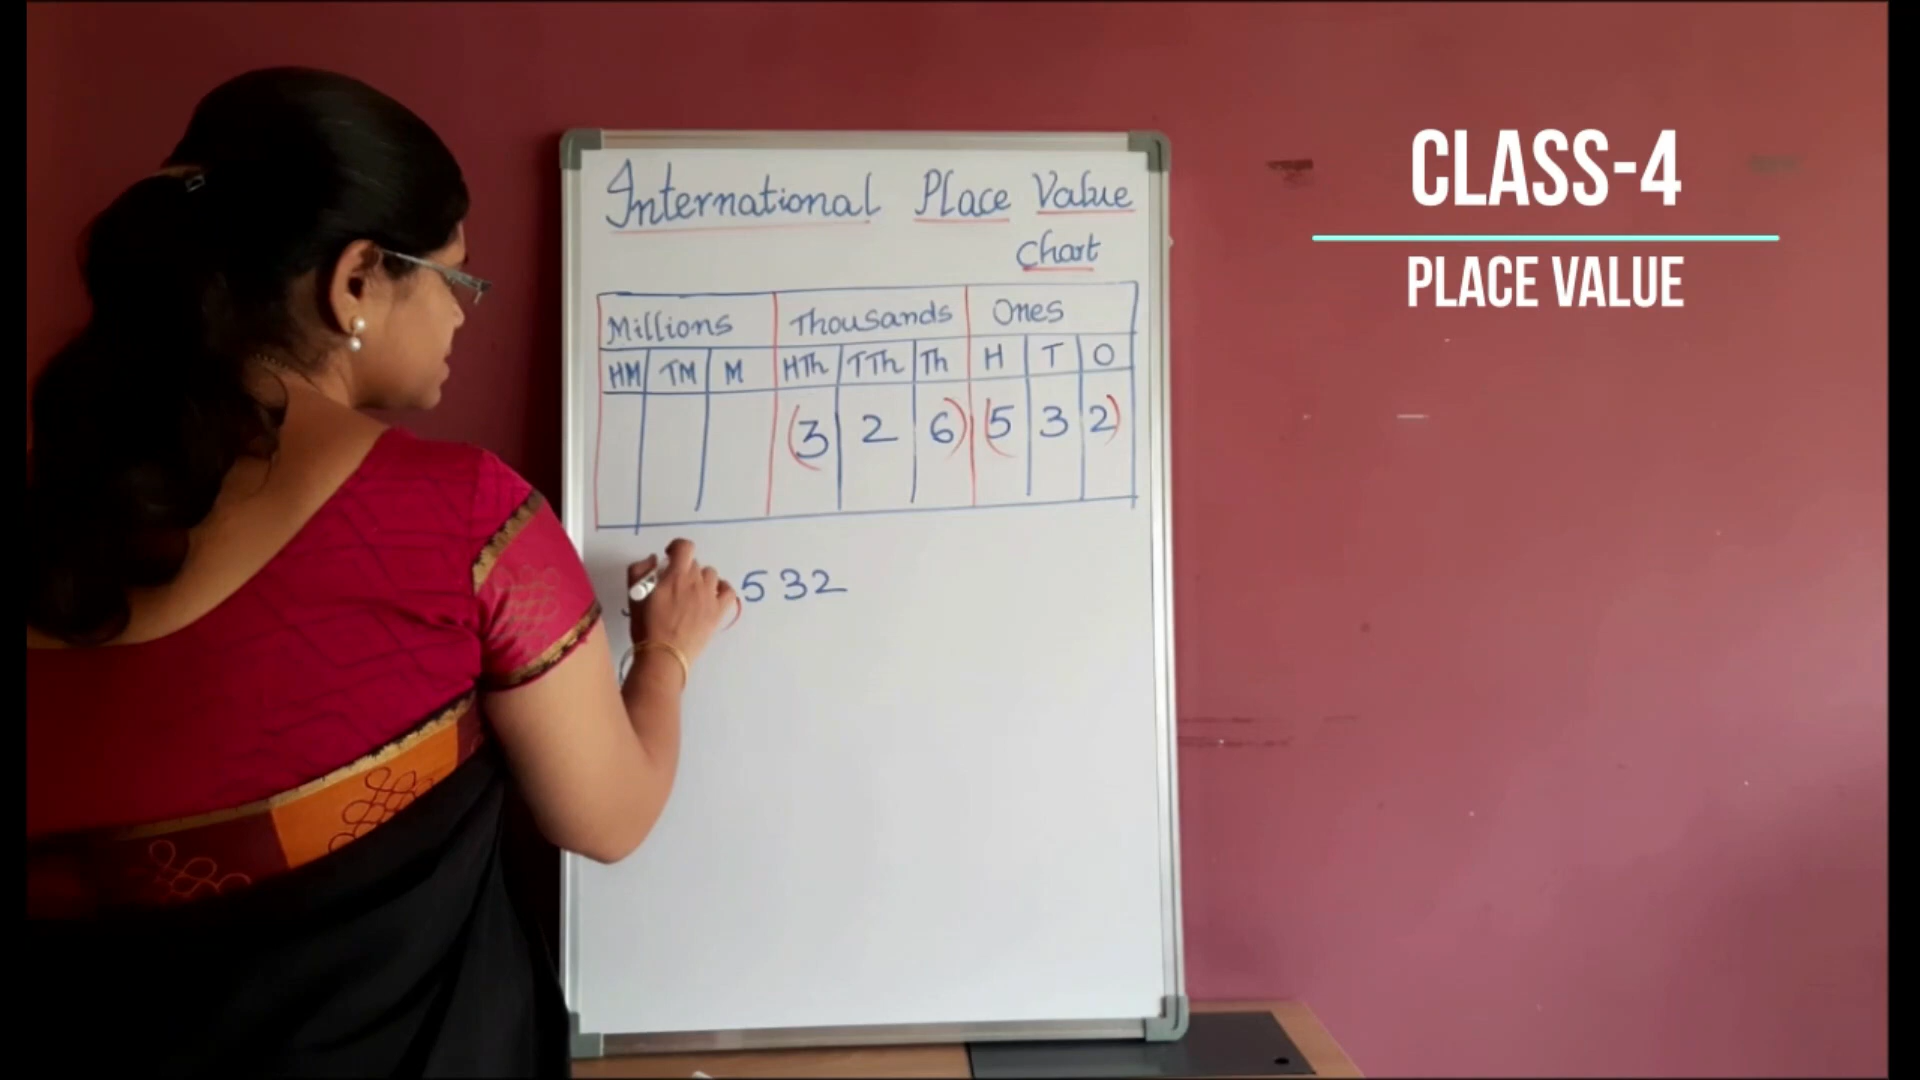 CLASS-4
PLACE VALUE
International Place Value
Chart
Millions Thousands Ones
HM TM M HTh TTh Th H T O
(3 2 6) (5 3 2)
) 532